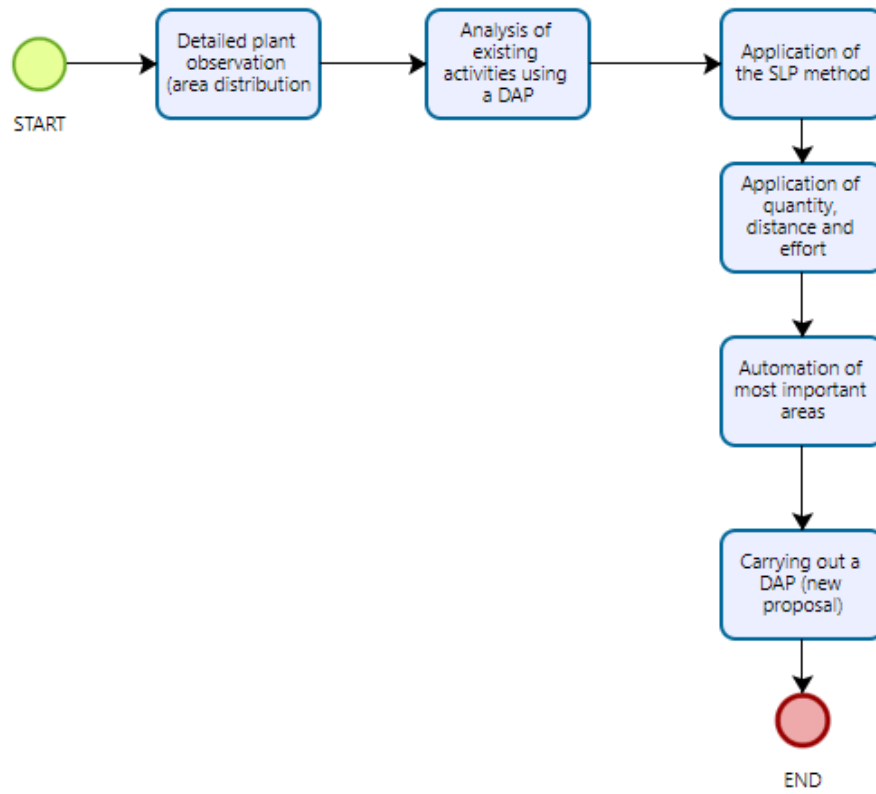 START
Detailed plant
observation
(area distribution
Analysis of
existing
activities using
a DAP
Application of
the SLP method
Application of
quantity,
distance and
effort
Automation of
most important
areas
Carrying out a
DAP (new
proposal)
END